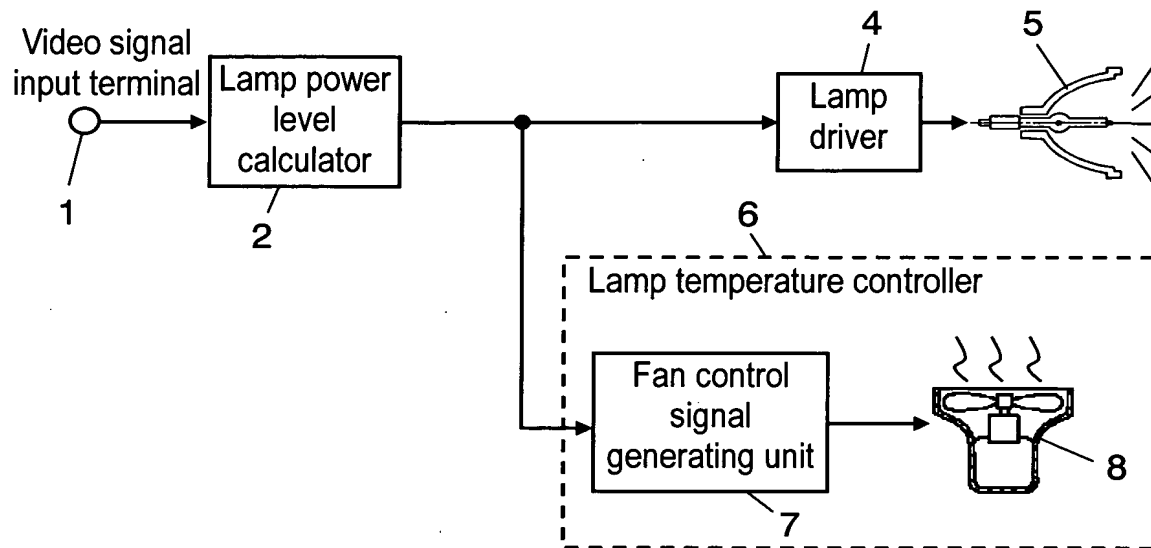 Video signal
input terminal
1
Lamp power
level
calculator
2
4
Lamp
driver
5
6
Lamp temperature controller
Fan control
signal
generating unit
7
8